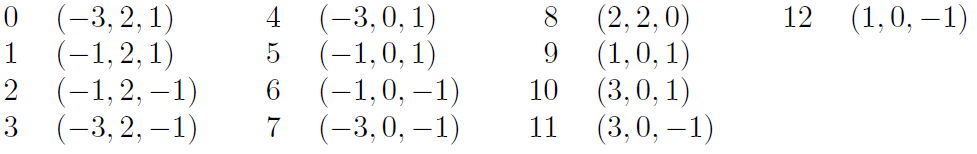 0 (−3, 2, 1) 4 (−3, 0, 1) 8 (2, 2, 0) 12 (1, 0, −1)
1 (−1, 2, 1) 5 (−1, 0, 1) 9 (1, 0, 1)
2 (−1, 2, −1) 6 (−1, 0, −1) 10 (3, 0, 1)
3 (−3, 2, −1) 7 (−3, 0, −1) 11 (3, 0, −1)